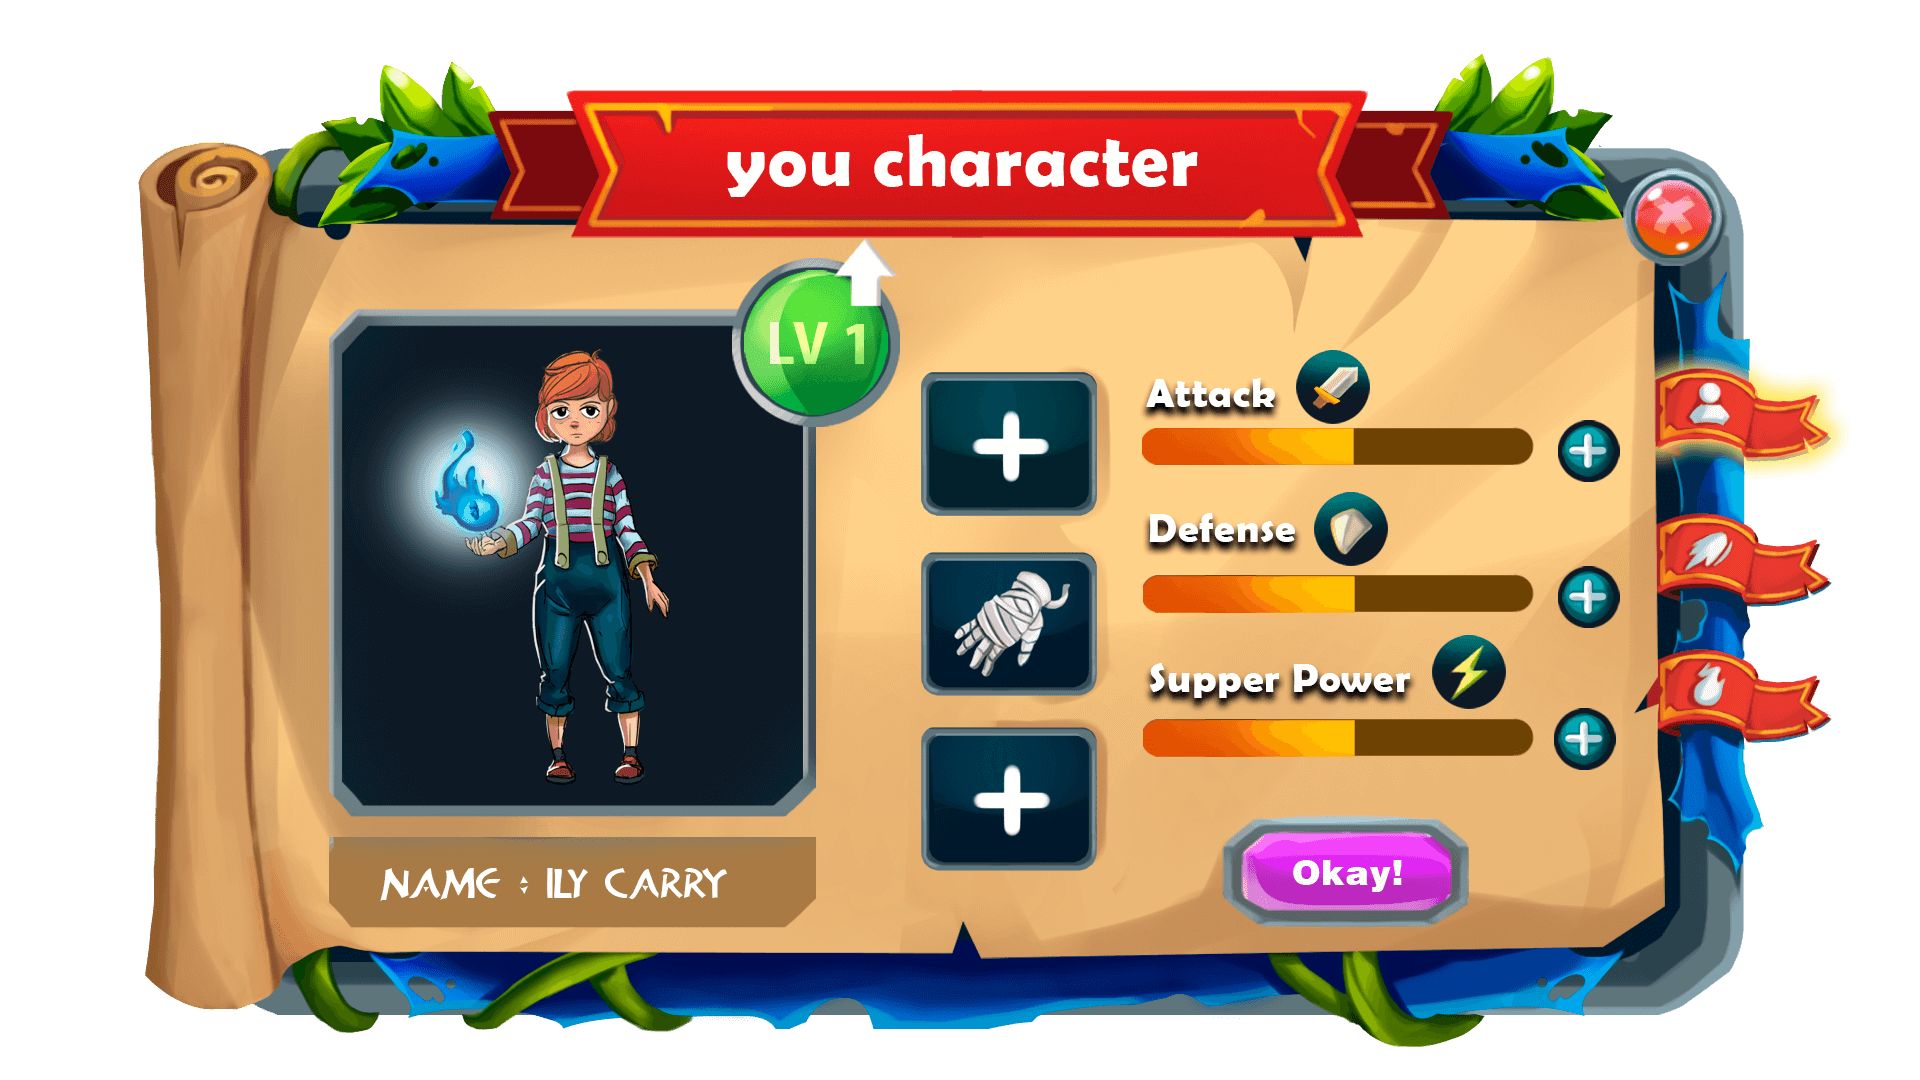 you character
LV 1
Attack
Defense
Supper Power
NAME : ILY CARRY
Okay!